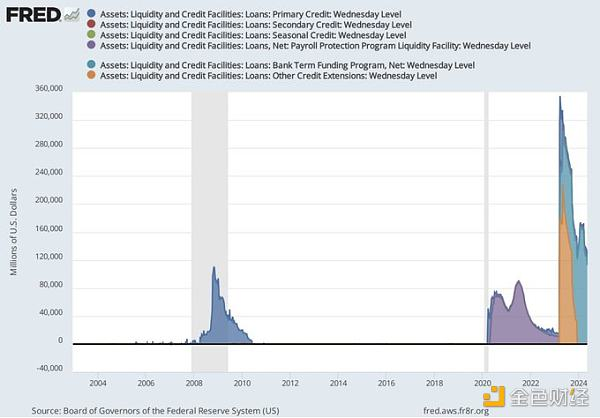 FRED
Assets: Liquidity and Credit Facilities: Loans: Primary Credit: Wednesday Level
Assets: Liquidity and Credit Facilities: Loans: Secondary Credit: Wednesday Level
Assets: Liquidity and Credit Facilities: Loans: Seasonal Credit: Wednesday Level
Assets: Liquidity and Credit Facilities: Loans, Net: Payroll Protection Program Liquidity Facility: Wednesday Level
Assets: Liquidity and Credit Facilities: Loans: Bank Term Funding Program, Net: Wednesday Level
Assets: Liquidity and Credit Facilities: Loans: Other Credit Extensions: Wednesday Level
Millions of U.S. Dollars
360,000
320,000
280,000
240,000
200,000
160,000
120,000
80,000
40,000
0
-40,000
2004 2006 2008 2010 2012 2014 2016 2018 2020 2022 2024
Source: Board of Governors of the Federal Reserve System (US)
fred.aws.fr8r.org
金色财经